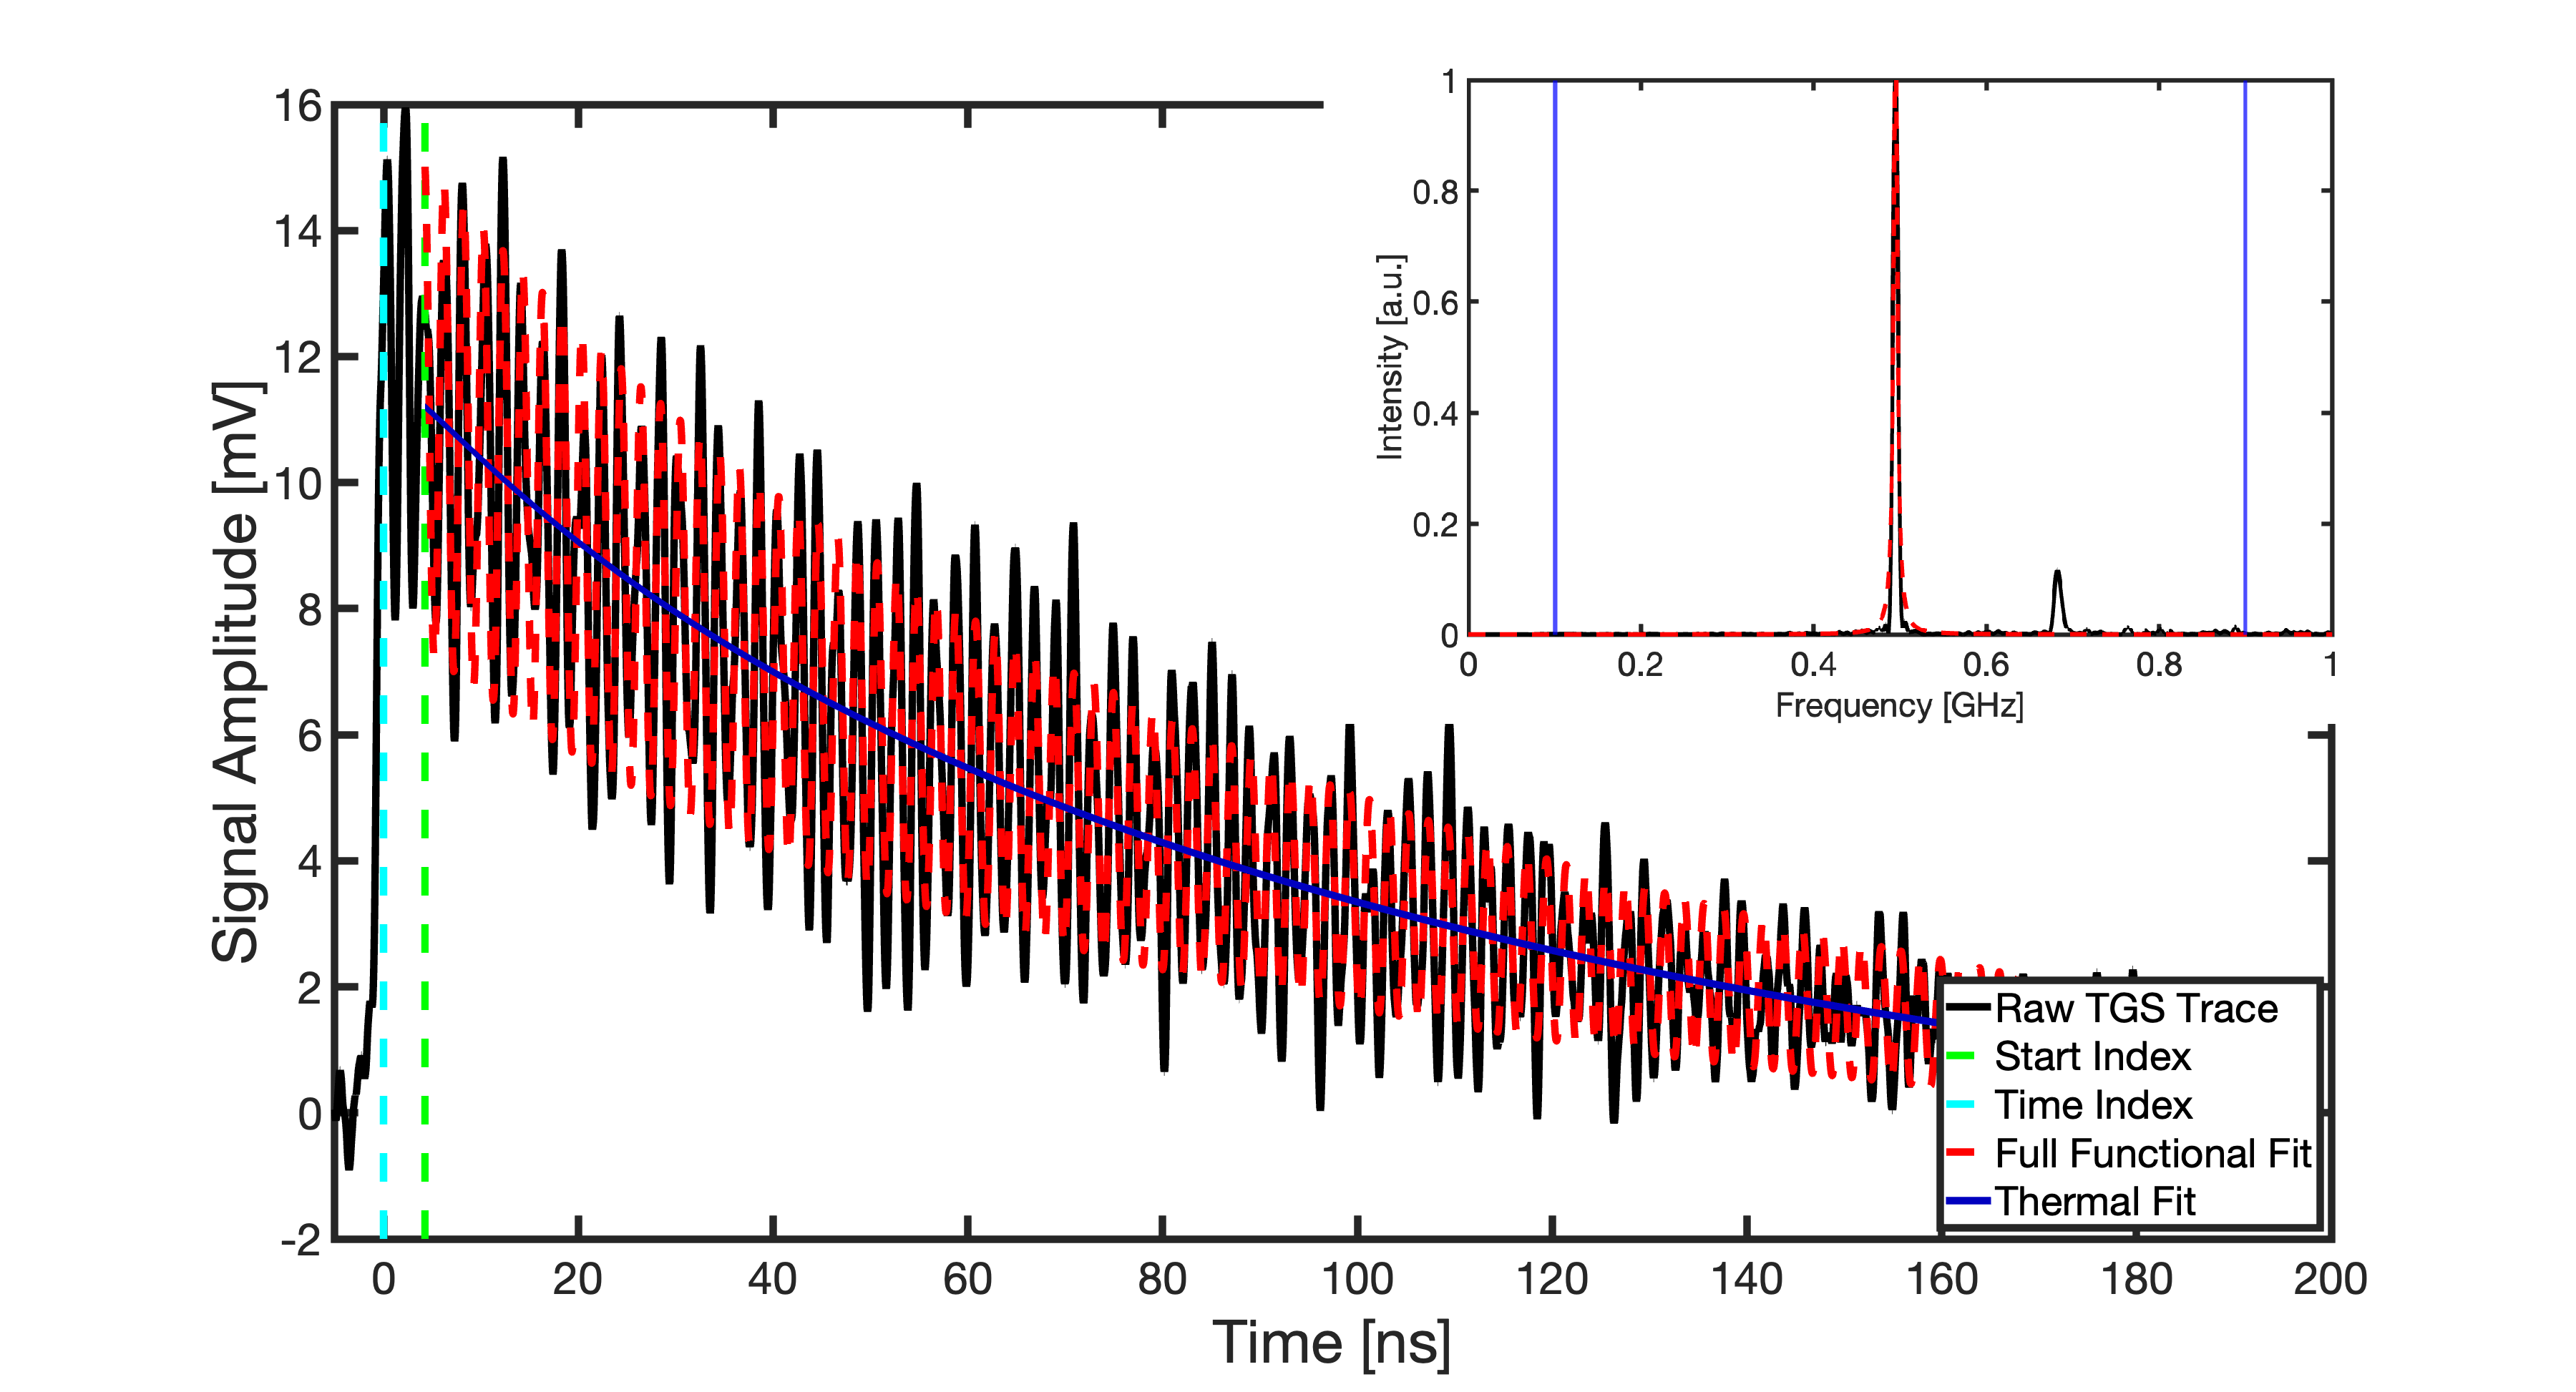 16
14
12
10
8
6
4
2
0
-2
Signal Amplitude [mV]
0 20 40 60 80 100 120 140 160 180 200
Time [ns]
1
0.8
0.6
0.4
0.2
0
Intensity [a.u.]
0 0.2 0.4 0.6 0.8 1
Frequency [GHz]
Raw TGS Trace
Start Index
Time Index
Full Functional Fit
Thermal Fit